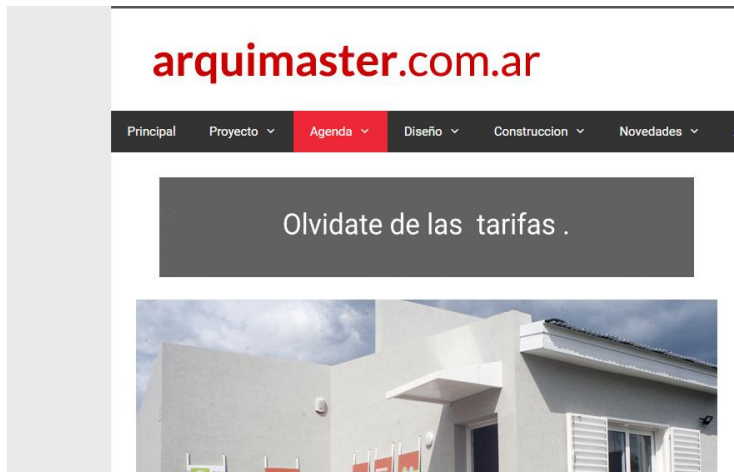 arquimaster.com.ar
Principal Proyecto Agenda Diseño Construccion Novedades
Olvidate de las tarifas .